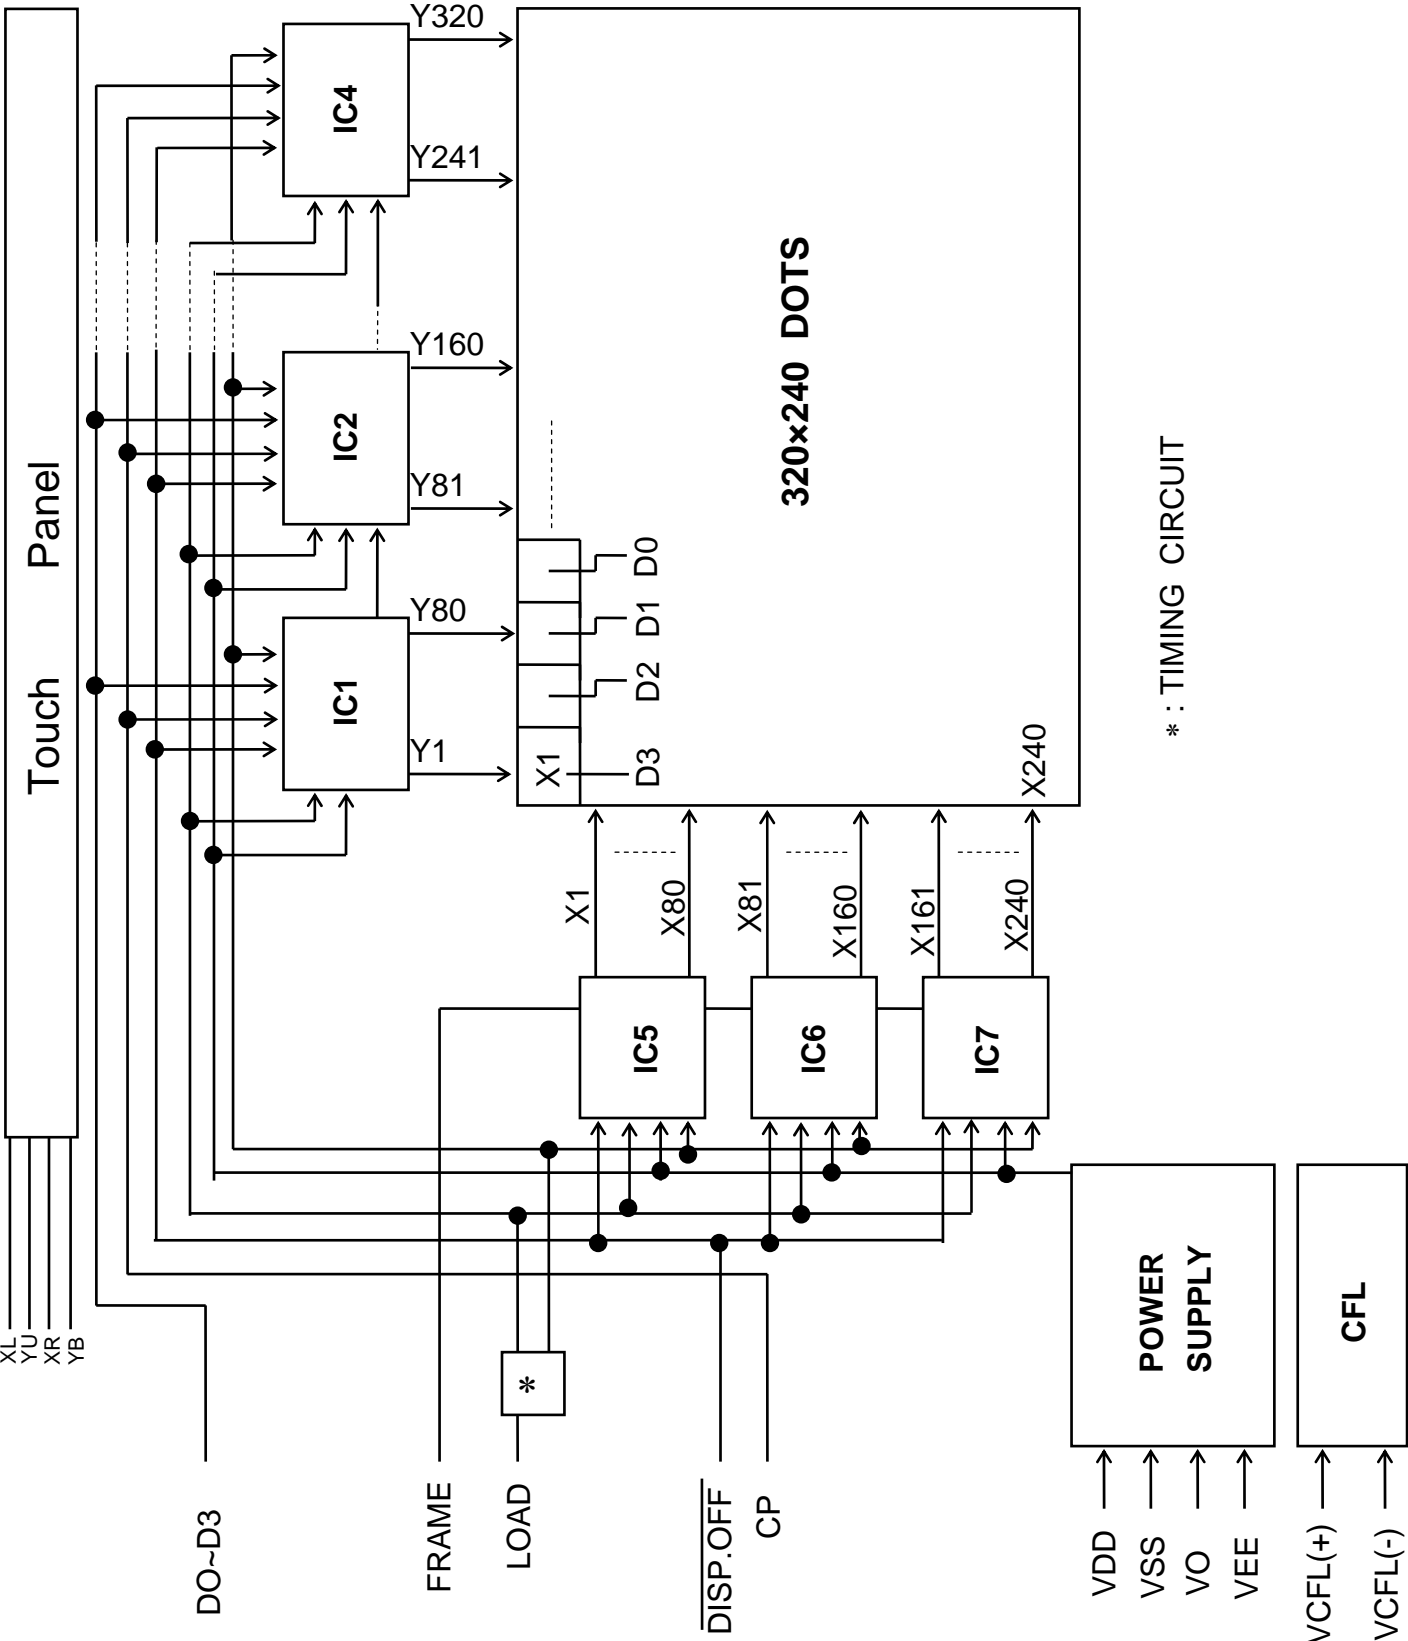 Touch Panel
XL
YU
XR
YB
IC4
IC2
IC1
Y320
Y241
Y160
Y81
Y80
Y1
320×240 DOTS
D0
D1
D2
D3
X1
X240
* : TIMING CIRCUIT
X1
X80
X81
X160
X161
X240
IC5
IC6
IC7
*
DO~D3
FRAME
LOAD
DISP.OFF
CP
POWER
SUPPLY
CFL
VDD
VSS
VO
VEE
VCFL(+)
VCFL(-)